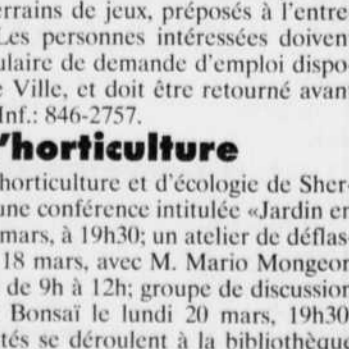 errains de jeux, préposés à l'entre
Les personnes intéressées doiven
ulaire de demande d'emploi dispo-
e Ville, et doit être retourné avan
Inf.: 846-2757.
'horticulture
horticulture et d'écologie de Sher-
une conférence intitulée «Jardin en
mars, à 19h30; un atelier de déflas-
18 mars, avec M. Mario Mongeon
de 9h à 12h; groupe de discussion
Bonsaï le lundi 20 mars, 19h30
tés se déroulent à la bibliothèque